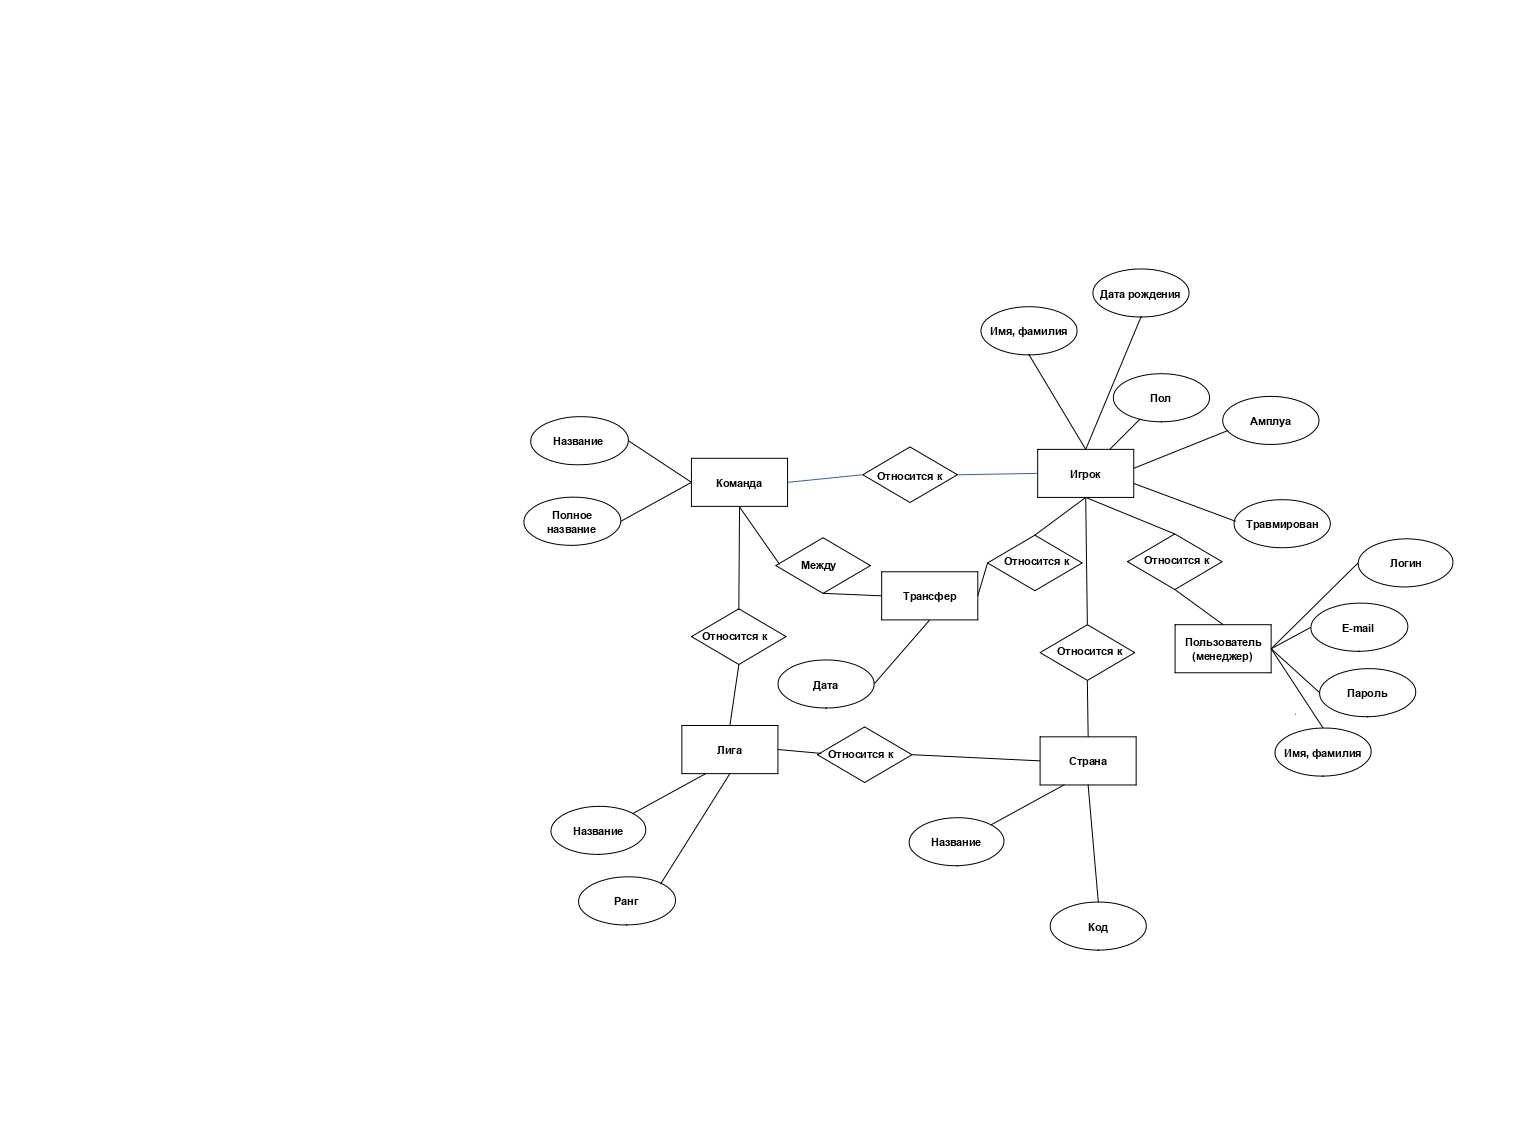 Дата рождения
Имя, фамилия
Пол
Амплуа
Название
Команда
Относится к
Игрок
Полное
название
Травмирован
Между
Трансфер
Относится к
Относится к
Логин
E-mail
Относится к
Относится к
Пользователь
(менеджер)
Дата
Пароль
Лига
Относится к
Страна
Имя, фамилия
Название
Название
Ранг
Код